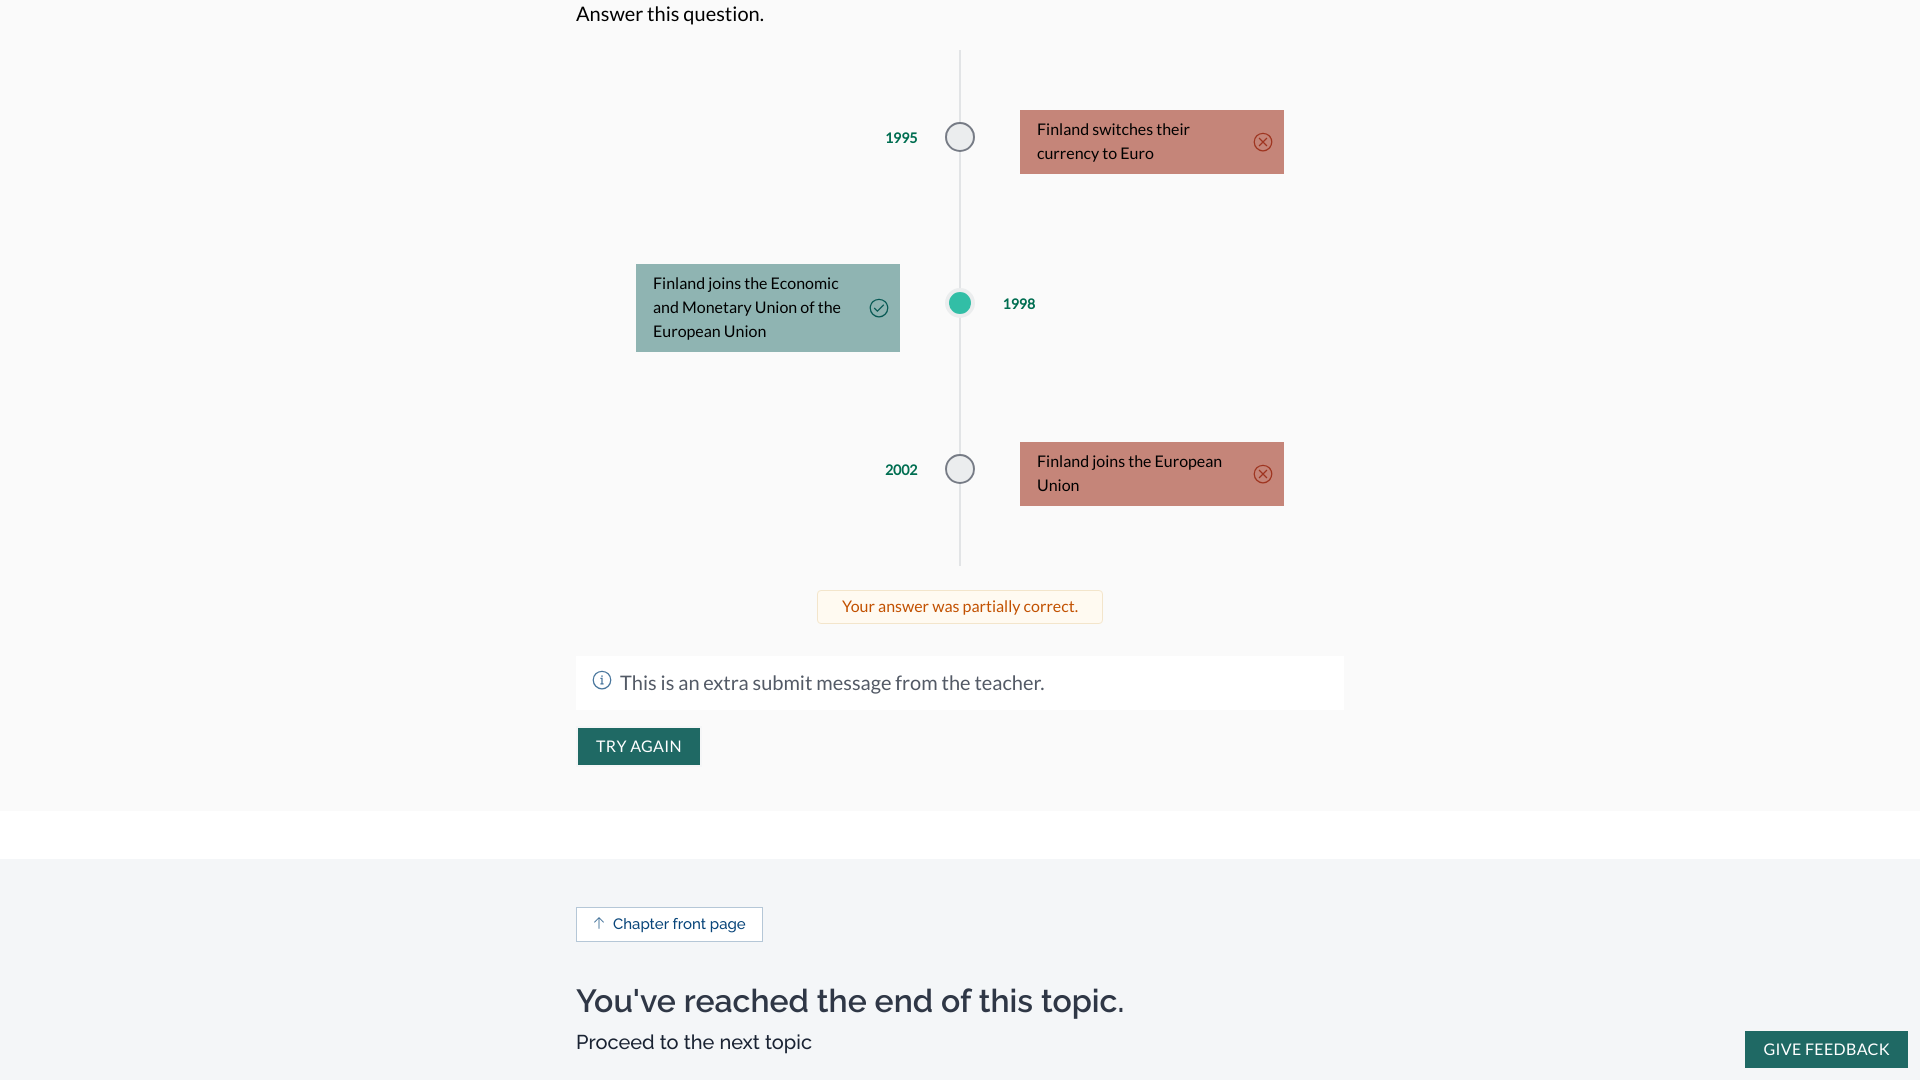 Answer this question.
1995
Finland switches their
currency to Euro
Finland joins the Economic
and Monetary Union of the
European Union
1998
2002
Finland joins the European
Union
Your answer was partially correct.
This is an extra submit message from the teacher.
TRY AGAIN
Chapter front page
You've reached the end of this topic.
Proceed to the next topic
GIVE FEEDBACK